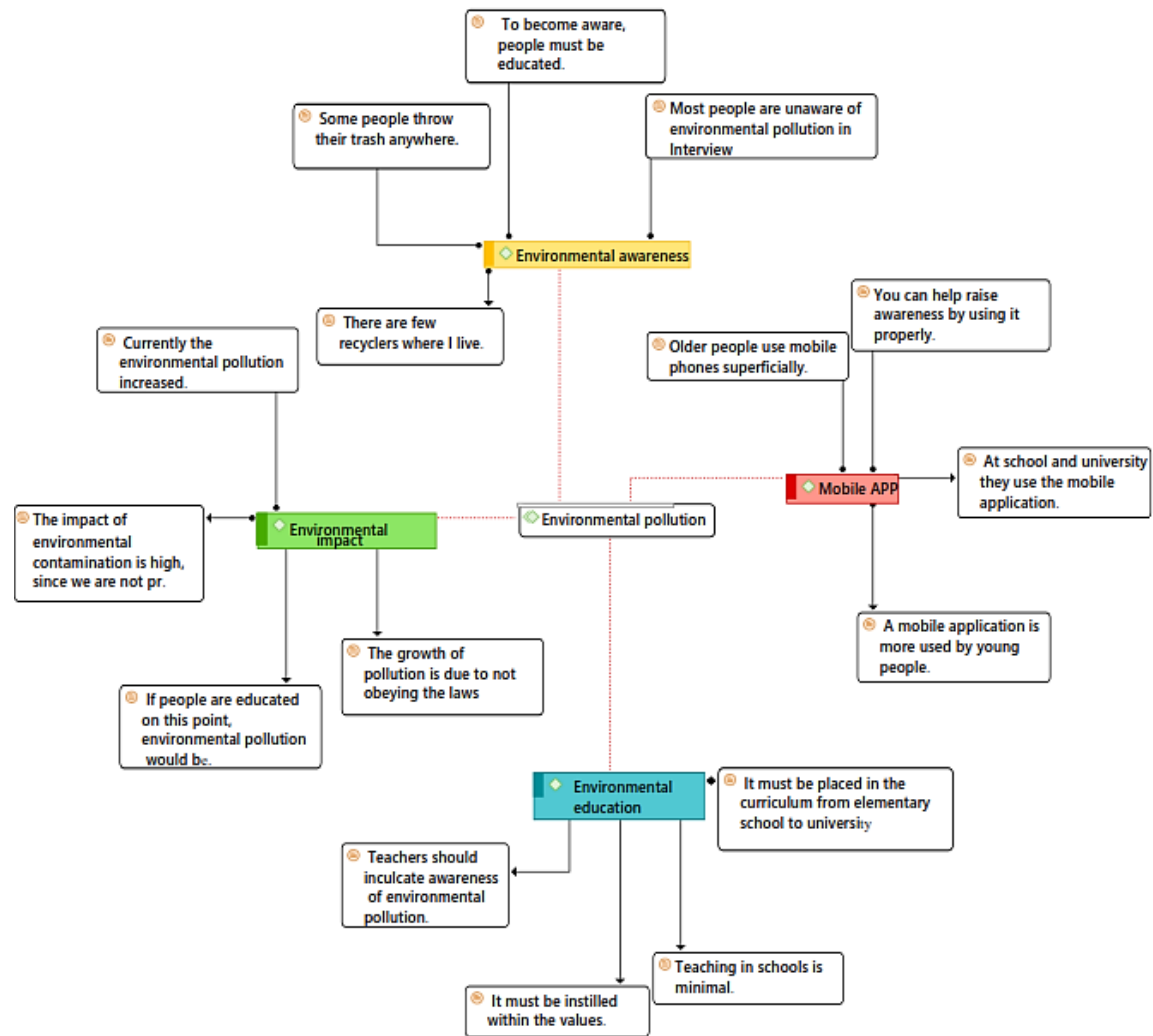 To become aware,
people must be
educated.
Some people throw
their trash anywhere.
Most people are unaware of
environmental pollution in
Interview
Environmental awareness
There are few
recyclers where I live.
You can help raise
awareness by using it
properly.
Older people use mobile
phones superficially.
Currently the
environmental pollution
increased.
At school and university
they use the mobile
application.
Mobile APP
Environmental pollution
The impact of
environmental
contamination is high,
since we are not pr.
Environmental
impact
A mobile application is
more used by young
people.
The growth of
pollution is due to not
obeying the laws
If people are educated
on this point,
environmental pollution
would be.
Environmental
education
It must be placed in the
curriculum from elementary
school to university
Teachers should
inculcate awareness
of environmental
pollution.
Teaching in schools is
minimal.
It must be instilled
within the values.